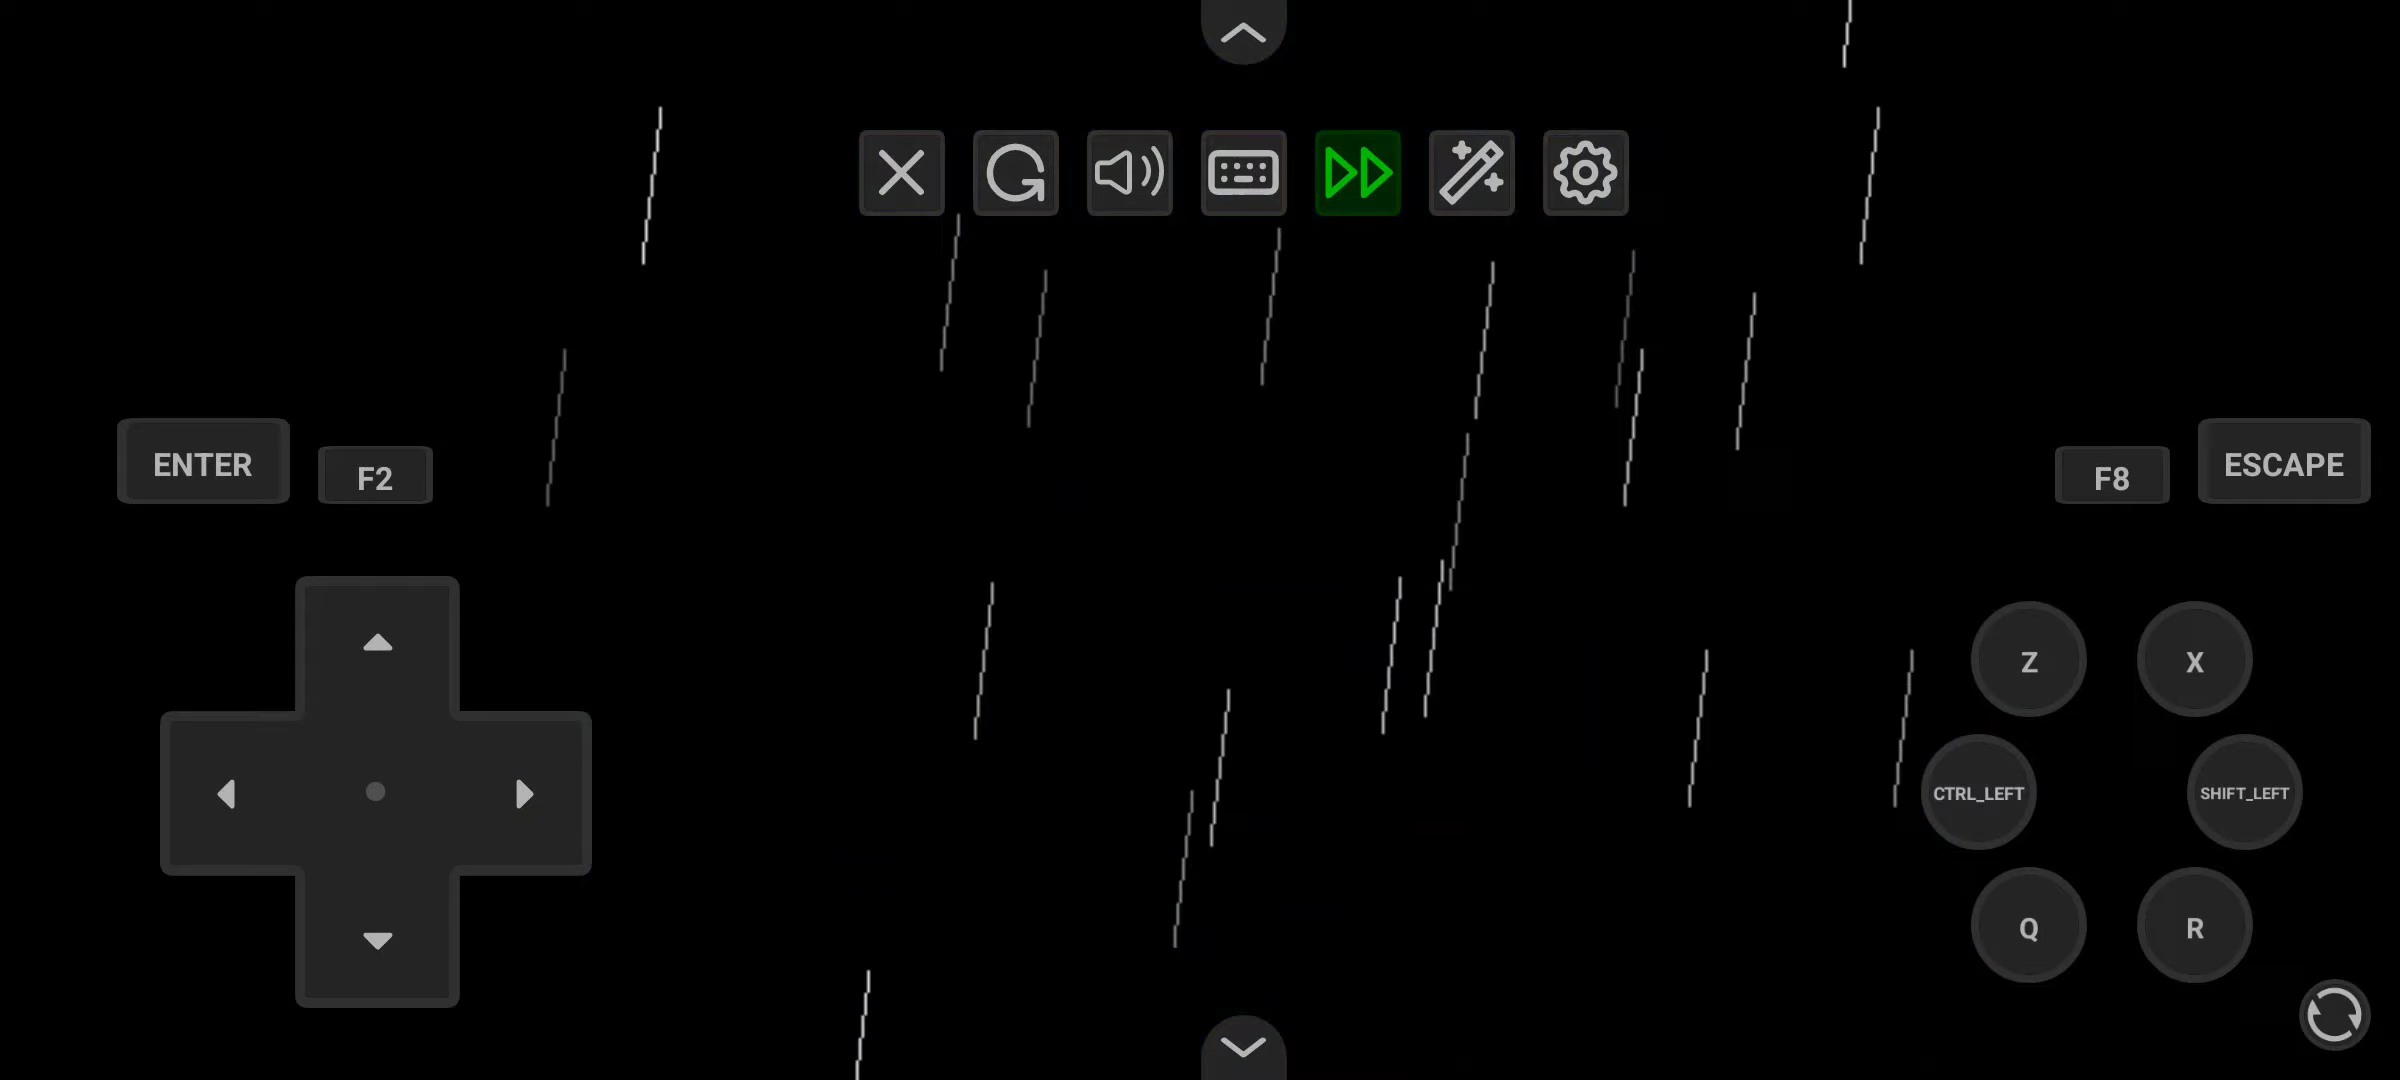 ENTER
F2
F8
ESCAPE
Z
X
CTRL_LEFT
SHIFT_LEFT
Q
R